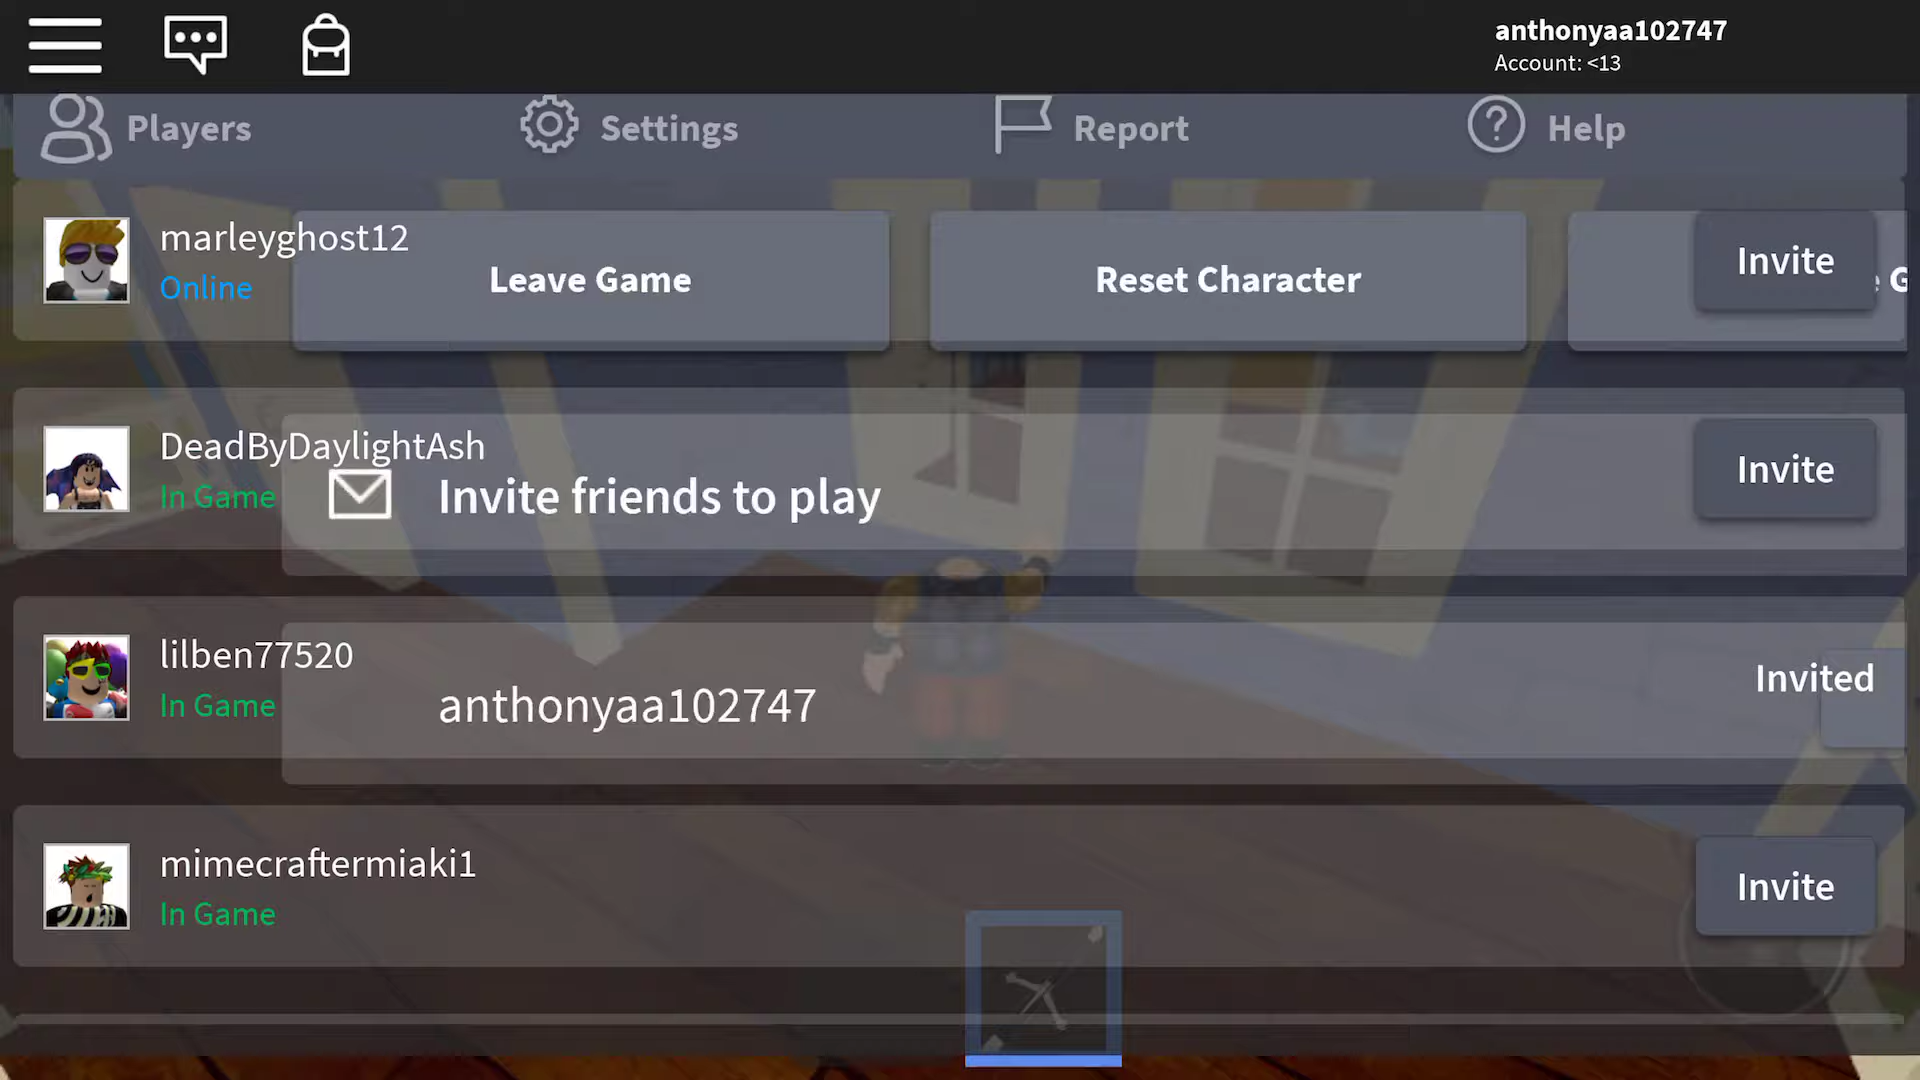 anthonyaa102747
Account: <13
Players
Settings
Report
Help
marleyghost12
Online
Leave Game
Reset Character
Invite
DeadByDaylightAsh
In Game
Invite friends to play
Invite
lilben77520
In Game
anthonyaa102747
Invited
mimecraftermiaki1
In Game
Invite